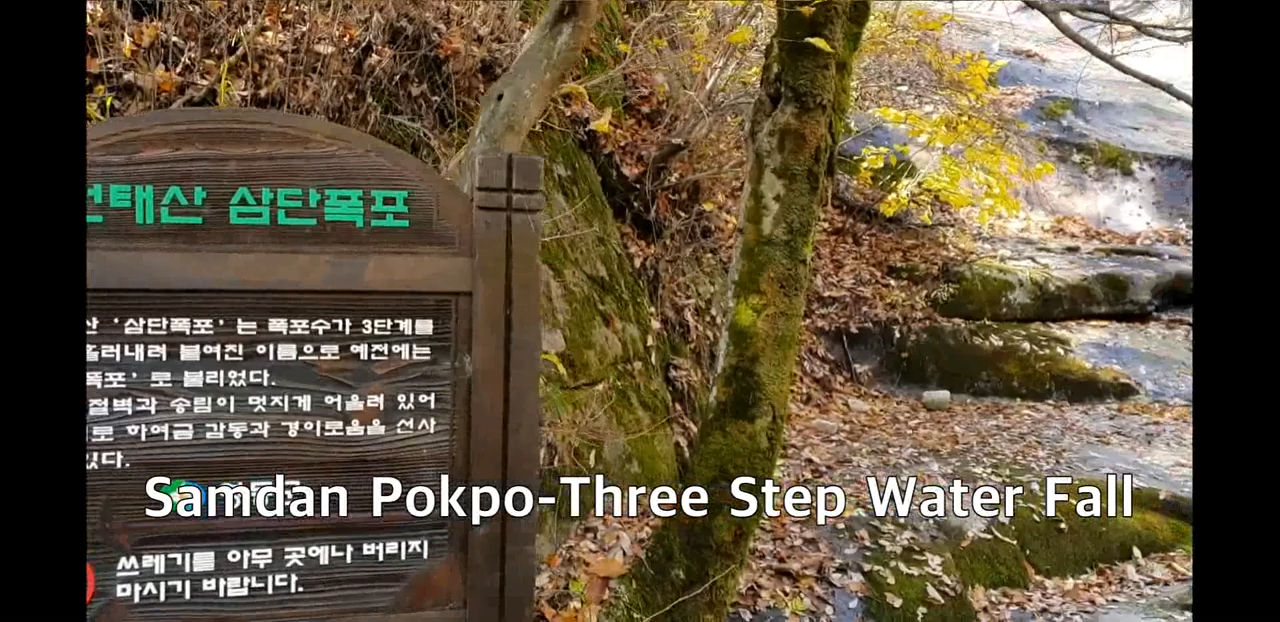 태산 삼단폭포
산 '삼단폭포' 는 폭포수가 3단계를
흘러내려 붙여진 이름으로 예전에는
폭포' 로 불리었다.
절벽과 송림이 멋지게 어울려 있어
로 하여금 감동과 경이로움을 선사
있다.
Samdan Pokpo-Three Step Water Fall
쓰레기를 아무 곳에나 버리지
마시기 바랍니다.